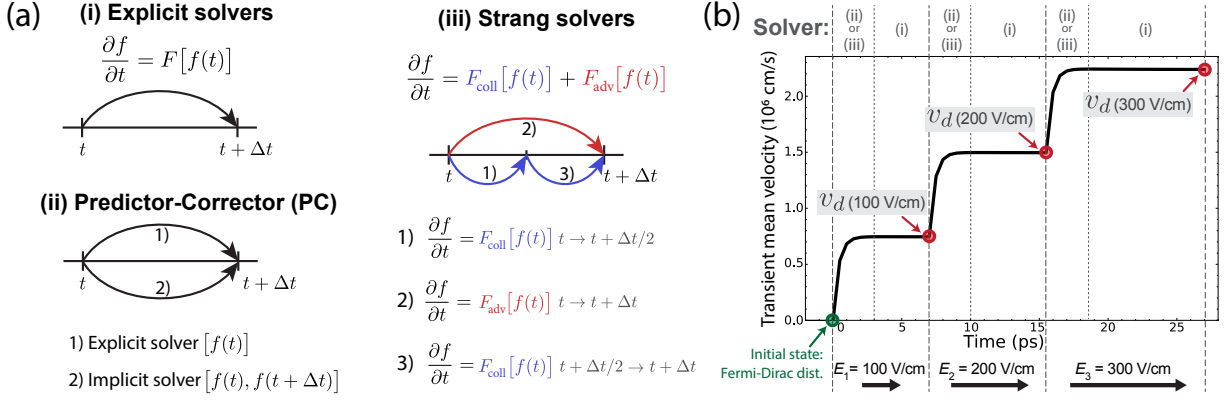 (a)
(i) Explicit solvers
∂f/∂t = F[f(t)]
t
t + Δt
(ii) Predictor-Corrector (PC)
1)
2)
t
t + Δt
1) Explicit solver [f(t)]
2) Implicit solver [f(t), f(t + Δt)]
(iii) Strang solvers
∂f/∂t = F_coll[f(t)] + F_adv[f(t)]
2)
1)
3)
t
t + Δt
1) ∂f/∂t = F_coll[f(t)] t → t + Δt/2
2) ∂f/∂t = F_adv[f(t)] t → t + Δt
3) ∂f/∂t = F_coll[f(t)] t + Δt/2 → t + Δt
(b)
Solver:
(ii)
or
(iii)
(i)
(ii)
or
(iii)
(i)
(ii)
or
(iii)
(i)
Transient mean velocity (10⁶ cm/s)
2.0
1.5
1.0
0.5
0.0
v_d (100 V/cm)
v_d (200 V/cm)
v_d (300 V/cm)
0 5 10 15 20 25
Time (ps)
Initial state:
Fermi-Dirac dist.
E₁ = 100 V/cm
E₂ = 200 V/cm
E₃ = 300 V/cm